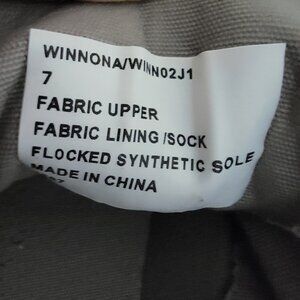 WINNONA/WINN02J1
7
FABRIC UPPER
FABRIC LINING/SOCK
FLOCKED SYNTHETIC SOLE
MADE IN CHINA